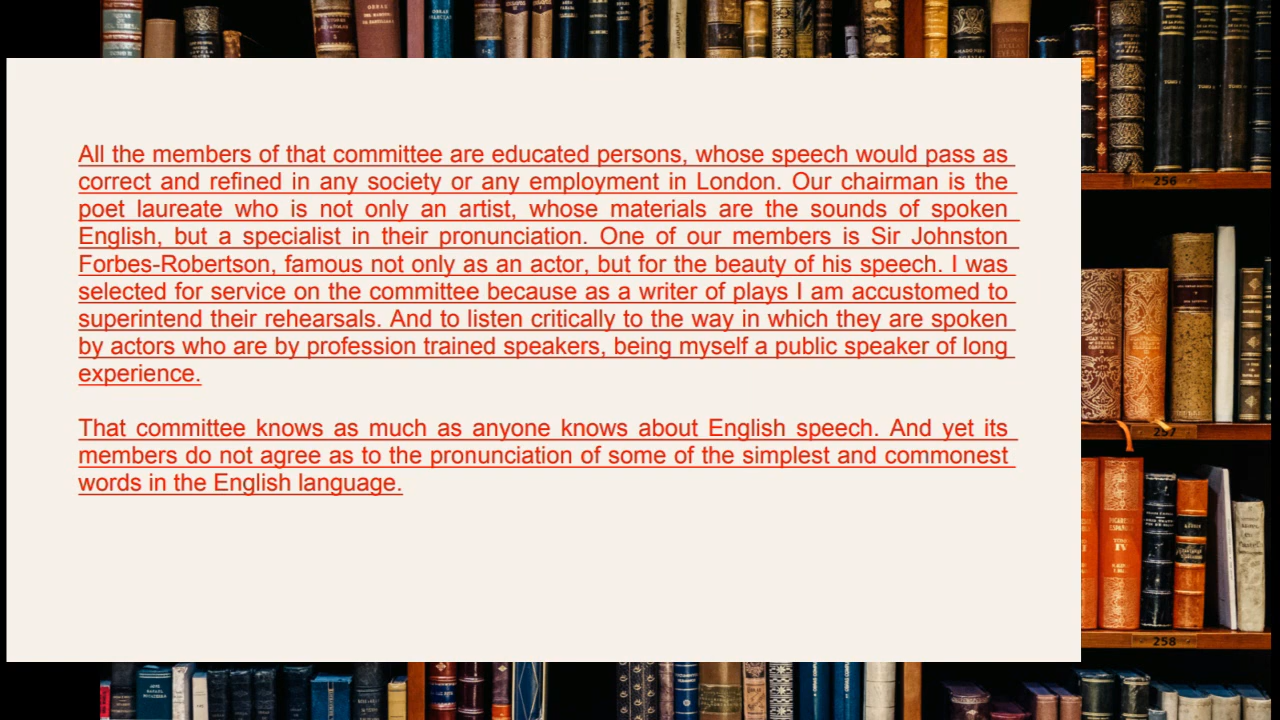 All the members of that committee are educated persons, whose speech would pass as
correct and refined in any society or any employment in London. Our chairman is the
poet laureate who is not only an artist, whose materials are the sounds of spoken
English, but a specialist in their pronunciation. One of our members is Sir Johnston
Forbes-Robertson, famous not only as an actor, but for the beauty of his speech. I was
selected for service on the committee because as a writer of plays I am accustomed to
superintend their rehearsals. And to listen critically to the way in which they are spoken
by actors who are by profession trained speakers, being myself a public speaker of long
experience.
That committee knows as much as anyone knows about English speech. And yet its
members do not agree as to the pronunciation of some of the simplest and commonest
words in the English language.
256
257
258
IV